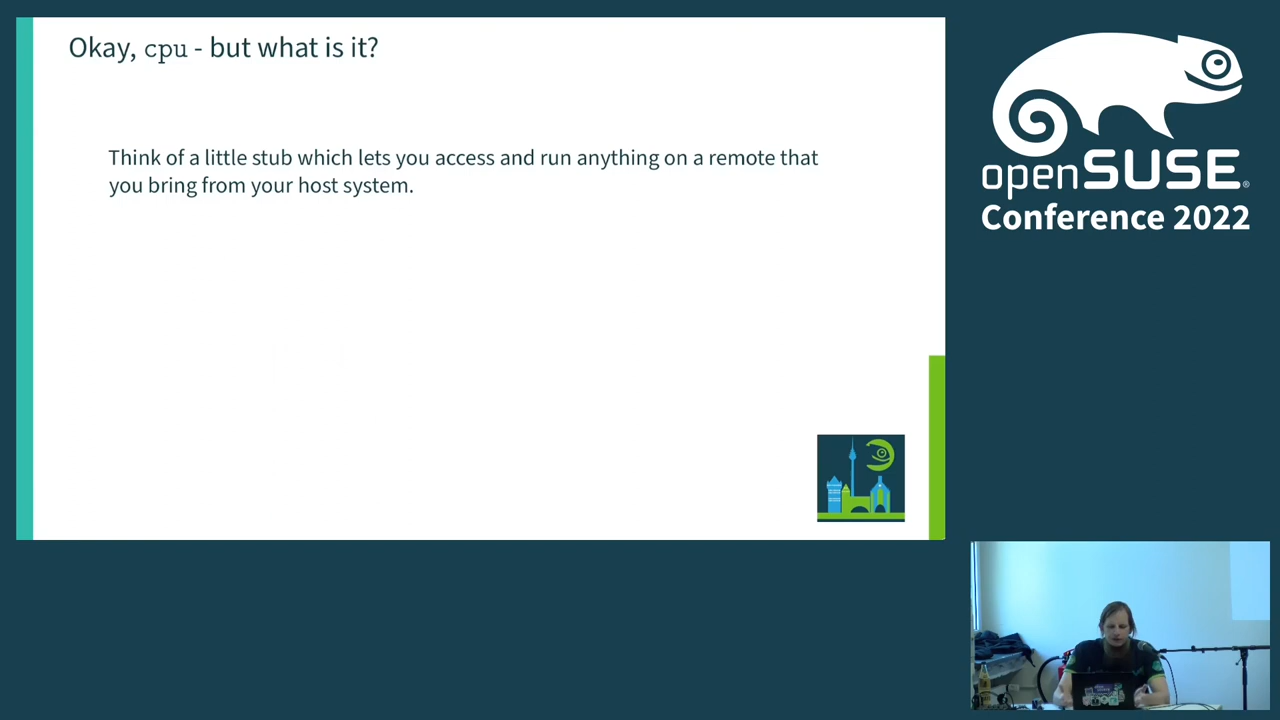 Okay, cpu - but what is it?
Think of a little stub which lets you access and run anything on a remote that
you bring from your host system.
openSUSE®
Conference 2022